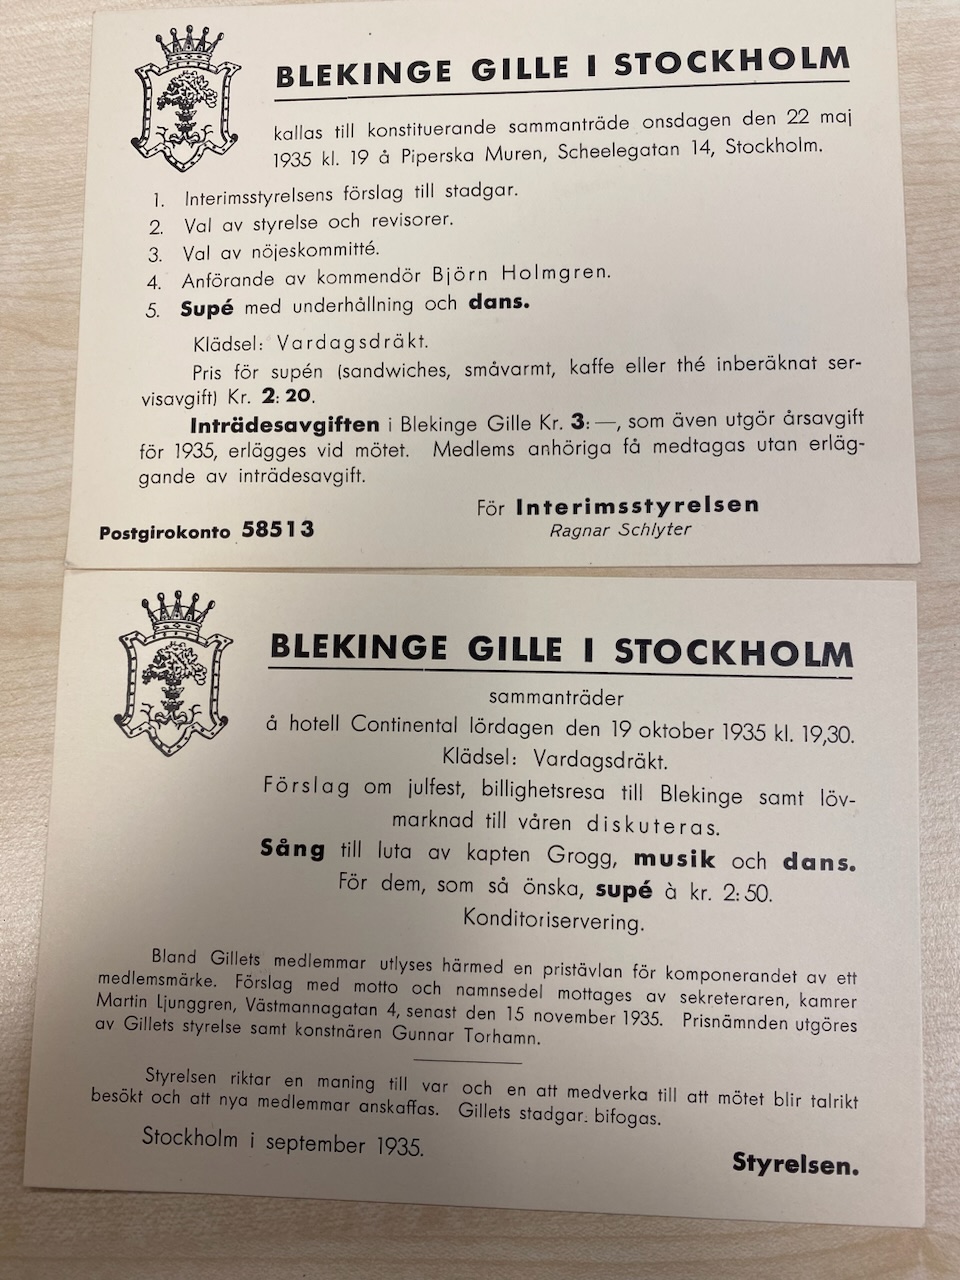 BLEKINGE GILLE I STOCKHOLM
kallas till konstituerande sammanträde onsdagen den 22 maj
1935 kl. 19 å Piperska Muren, Scheelegatan 14, Stockholm.
1. Interimsstyrelsens förslag till stadgar.
2. Val av styrelse och revisorer.
3. Val av nöjeskommitté.
4. Anförande av kommendör Björn Holmgren.
5. Supé med underhållning och dans.
Klädsel: Vardagsdräkt.
Pris för supén (sandwiches, småvarmt, kaffe eller thé inberäknat ser-
visavgift) Kr. 2:20.
Inträdesavgiften i Blekinge Gille Kr. 3:—, som även utgör årsavgift
för 1935, erlägges vid mötet. Medlems anhöriga få medtagas utan erläg-
gande av inträdesavgift.
För Interimsstyrelsen
Postgirokonto 58513
Ragnar Schlyter
BLEKINGE GILLE I STOCKHOLM
sammanträder
å hotell Continental lördagen den 19 oktober 1935 kl. 19,30.
Klädsel: Vardagsdräkt.
Förslag om julfest, billighetsresa till Blekinge samt löv-
marknad till våren diskuteras.
Sång till luta av kapten Grogg, musik och dans.
För dem, som så önska, supé à kr. 2:50.
Konditoriservering.
Bland Gillets medlemmar utlyses härmed en pristävlan för komponerandet av ett
medlemsmärke. Förslag med motto och namnsedel mottages av sekreteraren, kamrer
Martin Ljunggren, Västmannagatan 4, senast den 15 november 1935. Prisnämnden utgöres
av Gillets styrelse samt konstnären Gunnar Torhamn.
Styrelsen riktar en maning till var och en att medverka till att mötet blir talrikt
besökt och att nya medlemmar anskaffas. Gillets stadgar. bifogas.
Stockholm i september 1935.
Styrelsen.